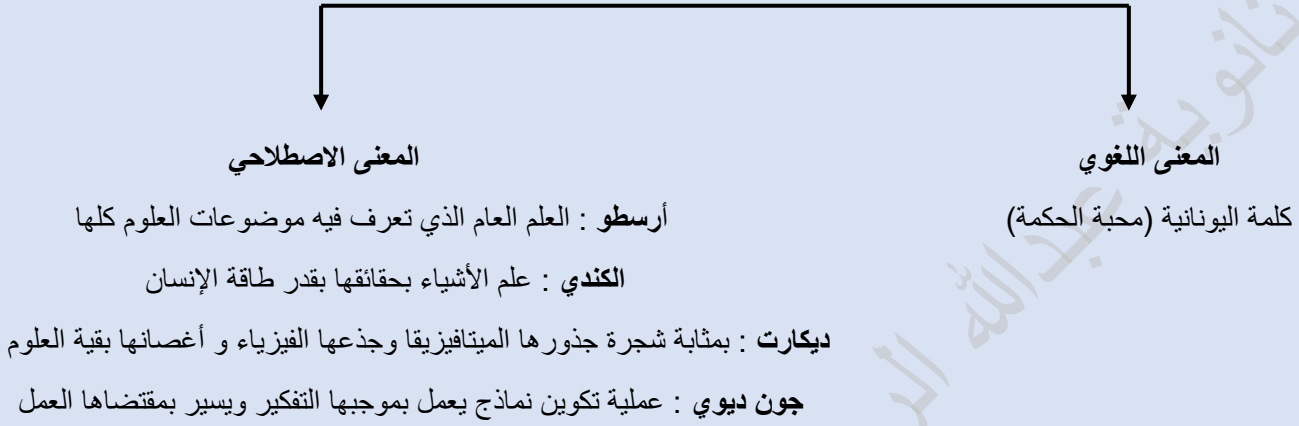 المعنى اللغوي
كلمة اليونانية (محبة الحكمة)
المعنى الاصطلاحي
أرسطو : العلم العام الذي تعرف فيه موضوعات العلوم كلها
الكندي : علم الأشياء بحقائقها بقدر طاقة الإنسان
ديكارت : بمثابة شجرة جذورها الميتافيزيقا وجذعها الفيزياء و أغصانها بقية العلوم
جون ديوي : عملية تكوين نماذج يعمل بموجبها التفكير ويسير بمقتضاها العمل
ثانوية عبدالله